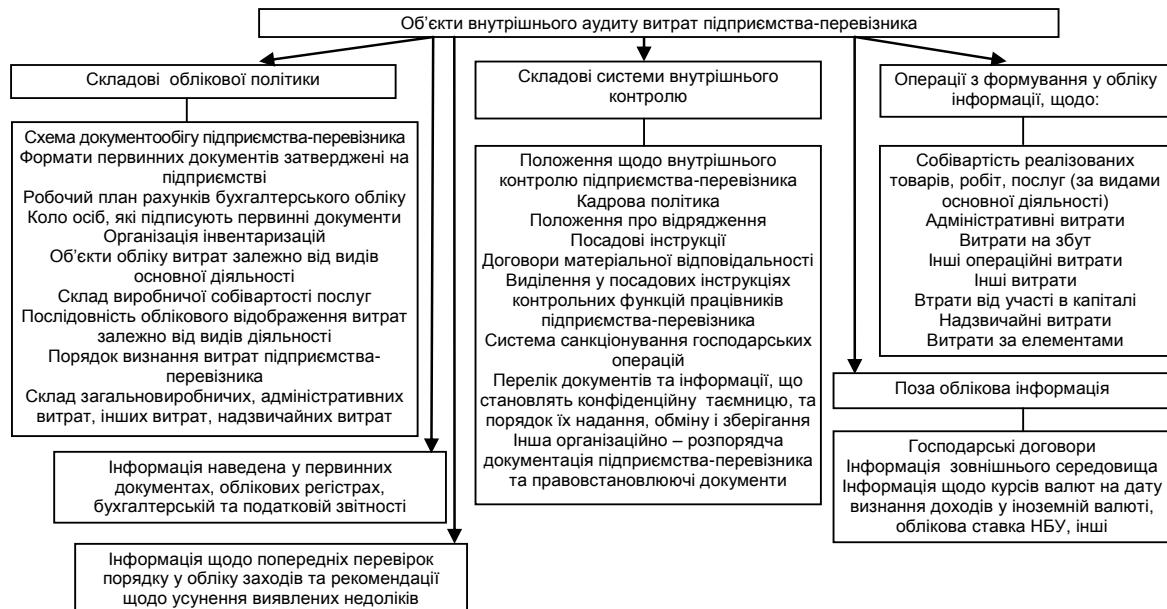 Об'єкти внутрішнього аудиту витрат підприємства-перевізника
Складові облікової політики
Схема документообігу підприємства-перевізника
Формати первинних документів затверджені на
підприємстві
Робочий план рахунків бухгалтерського обліку
Коло осіб, які підписують первинні документи
Організація інвентаризацій
Об'єкти обліку витрат залежно від видів
основної діяльності
Склад виробничої собівартості послуг
Послідовність облікового відображення витрат
залежно від видів діяльності
Порядок визнання витрат підприємства-
перевізника
Склад загальновиробничих, адміністративних
витрат, інших витрат, надзвичайних витрат
Інформація наведена у первинних
документах, облікових регістрах,
бухгалтерській та податковій звітності
Інформація щодо попередніх перевірок
порядку у обліку заходів та рекомендації
щодо усунення виявлених недоліків
Складові системи внутрішнього
контролю
Положення щодо внутрішнього
контролю підприємства-перевізника
Кадрова політика
Положення про відрядження
Посадові інструкції
Договори матеріальної відповідальності
Виділення у посадових інструкціях
контрольних функцій працівників
підприємства-перевізника
Система санкціонування господарських
операцій
Перелік документів та інформації, що
становлять конфіденційну таємницю, та
порядок їх надання, обміну і зберігання
Інша організаційно – розпорядча
документація підприємства-перевізника
та правовстановлюючі документи
Операції з формування у обліку
інформації, щодо:
Собівартість реалізованих
товарів, робіт, послуг (за видами
основної діяльності)
Адміністративні витрати
Витрати на збут
Інші операційні витрати
Інші витрати
Втрати від участі в капіталі
Надзвичайні витрати
Витрати за елементами
Поза облікова інформація
Господарські договори
Інформація зовнішнього середовища
Інформація щодо курсів валют на дату
визнання доходів у іноземній валюті,
облікова ставка НБУ, інші